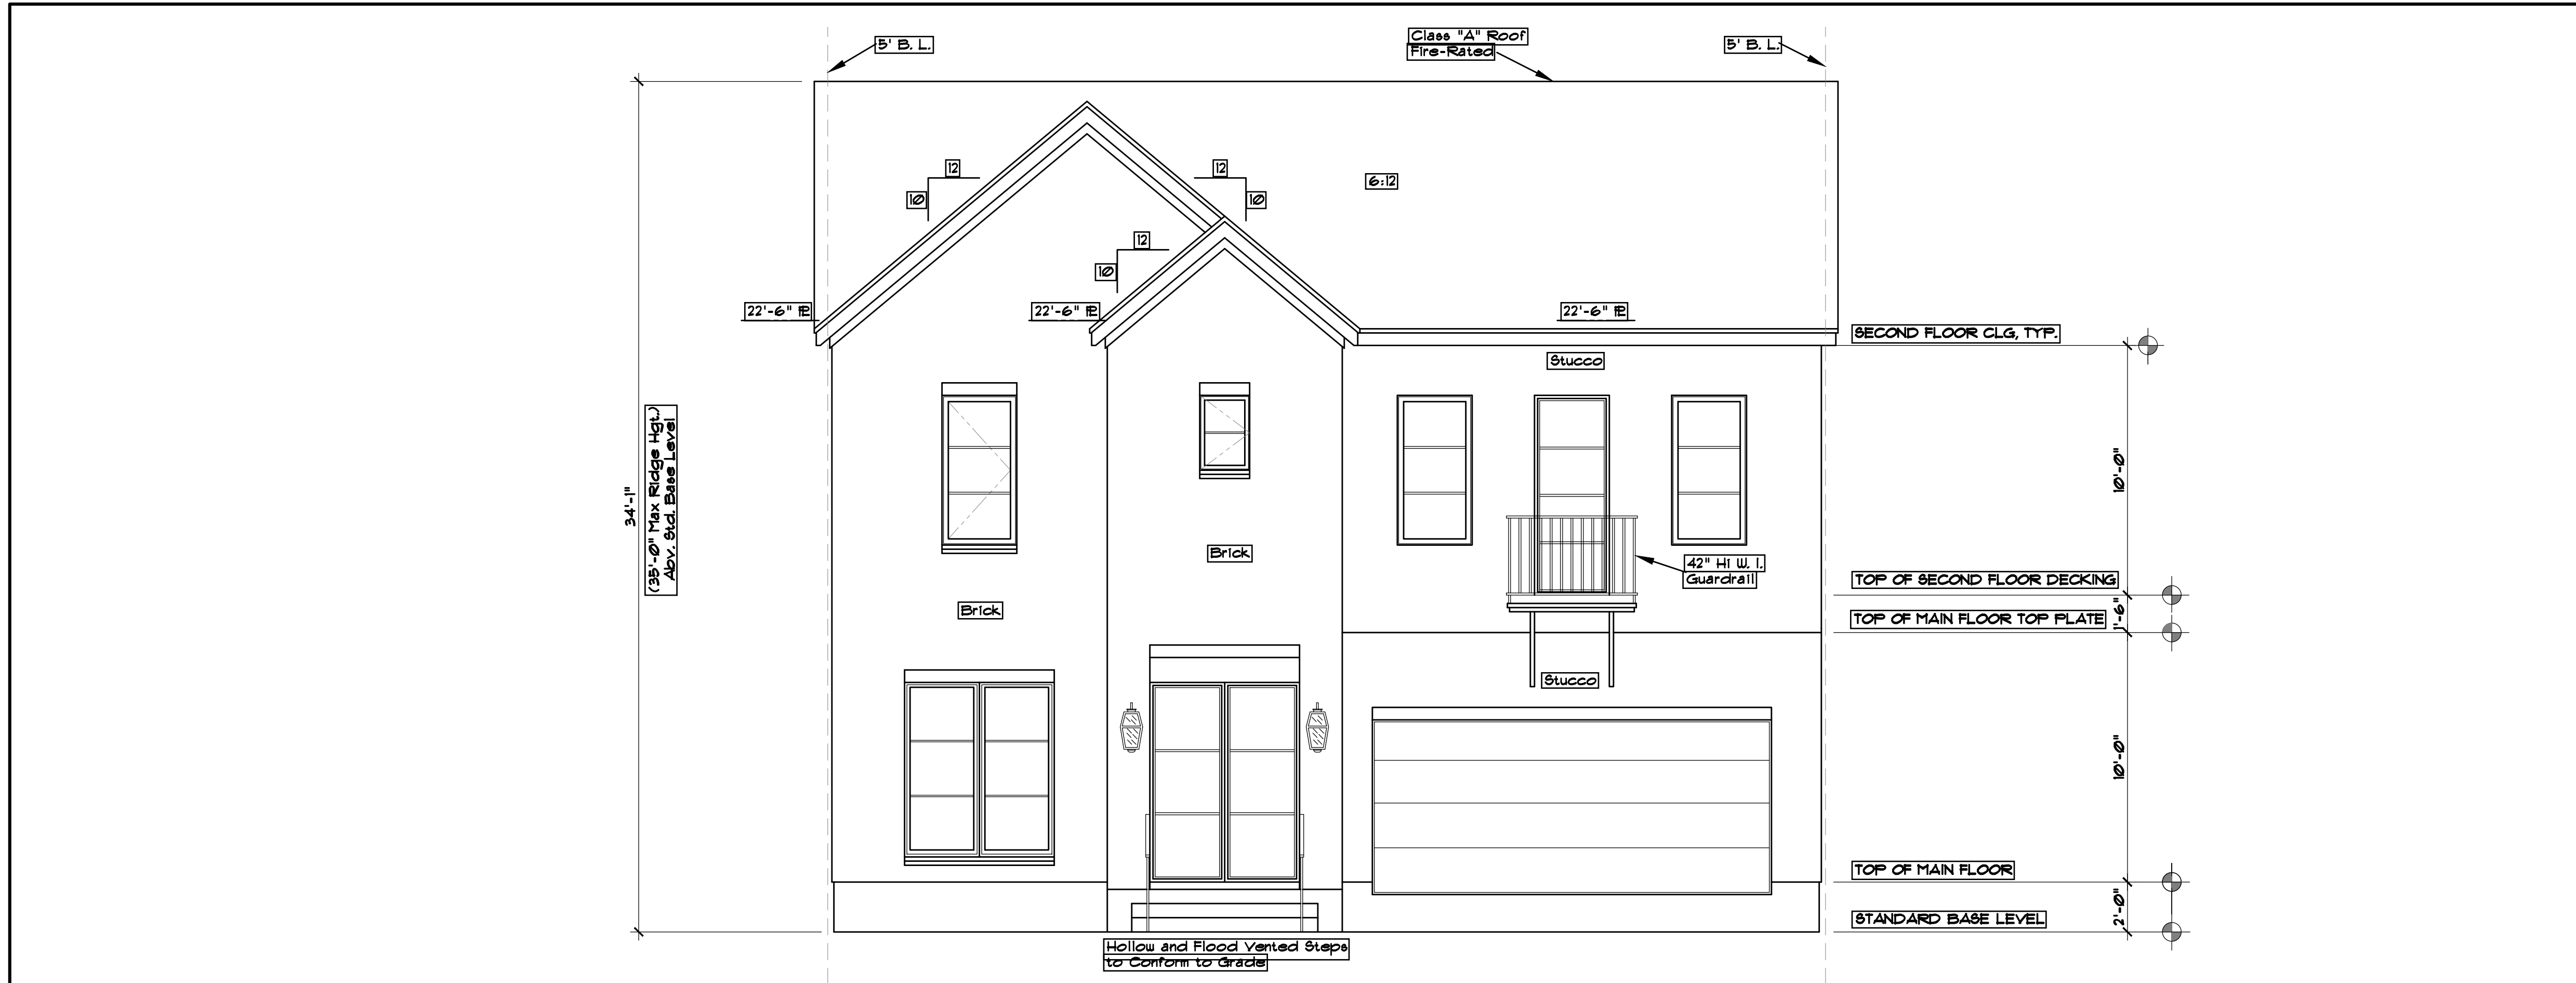 5' B. L.
Class "A" Roof
Fire-Rated
5' B. L.
12
10
12
10
6:12
12
10
22'-6" PL
22'-6" PL
22'-6" PL
SECOND FLOOR CLG, TYP.
Stucco
34'-1"
(35'-0" Max Ridge Hgt.)
Abv. Std. Base Level
10'-0"
Brick
42" Hi W. I.
Guardrail
TOP OF SECOND FLOOR DECKING
1'-6"
Brick
TOP OF MAIN FLOOR TOP PLATE
Stucco
10'-0"
TOP OF MAIN FLOOR
2'-0"
STANDARD BASE LEVEL
Hollow and Flood Vented Steps
to Conform to Grade